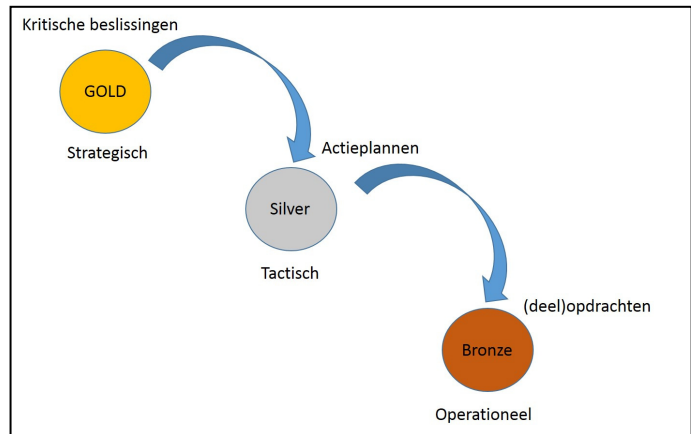 Kritische beslissingen
GOLD
Strategisch
Actieplannen
Silver
Tactisch
(deel)opdrachten
Bronze
Operationeel